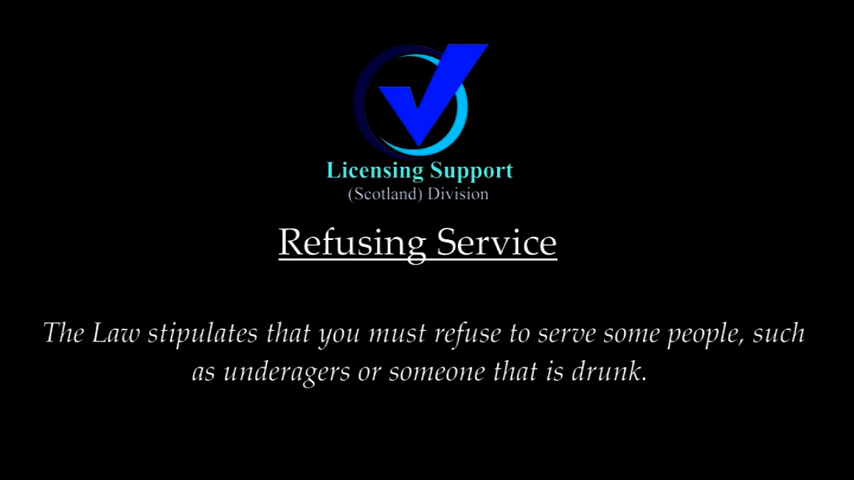 Licensing Support
(Scotland) Division
Refusing Service
The Law stipulates that you must refuse to serve some people, such
as underagers or someone that is drunk.